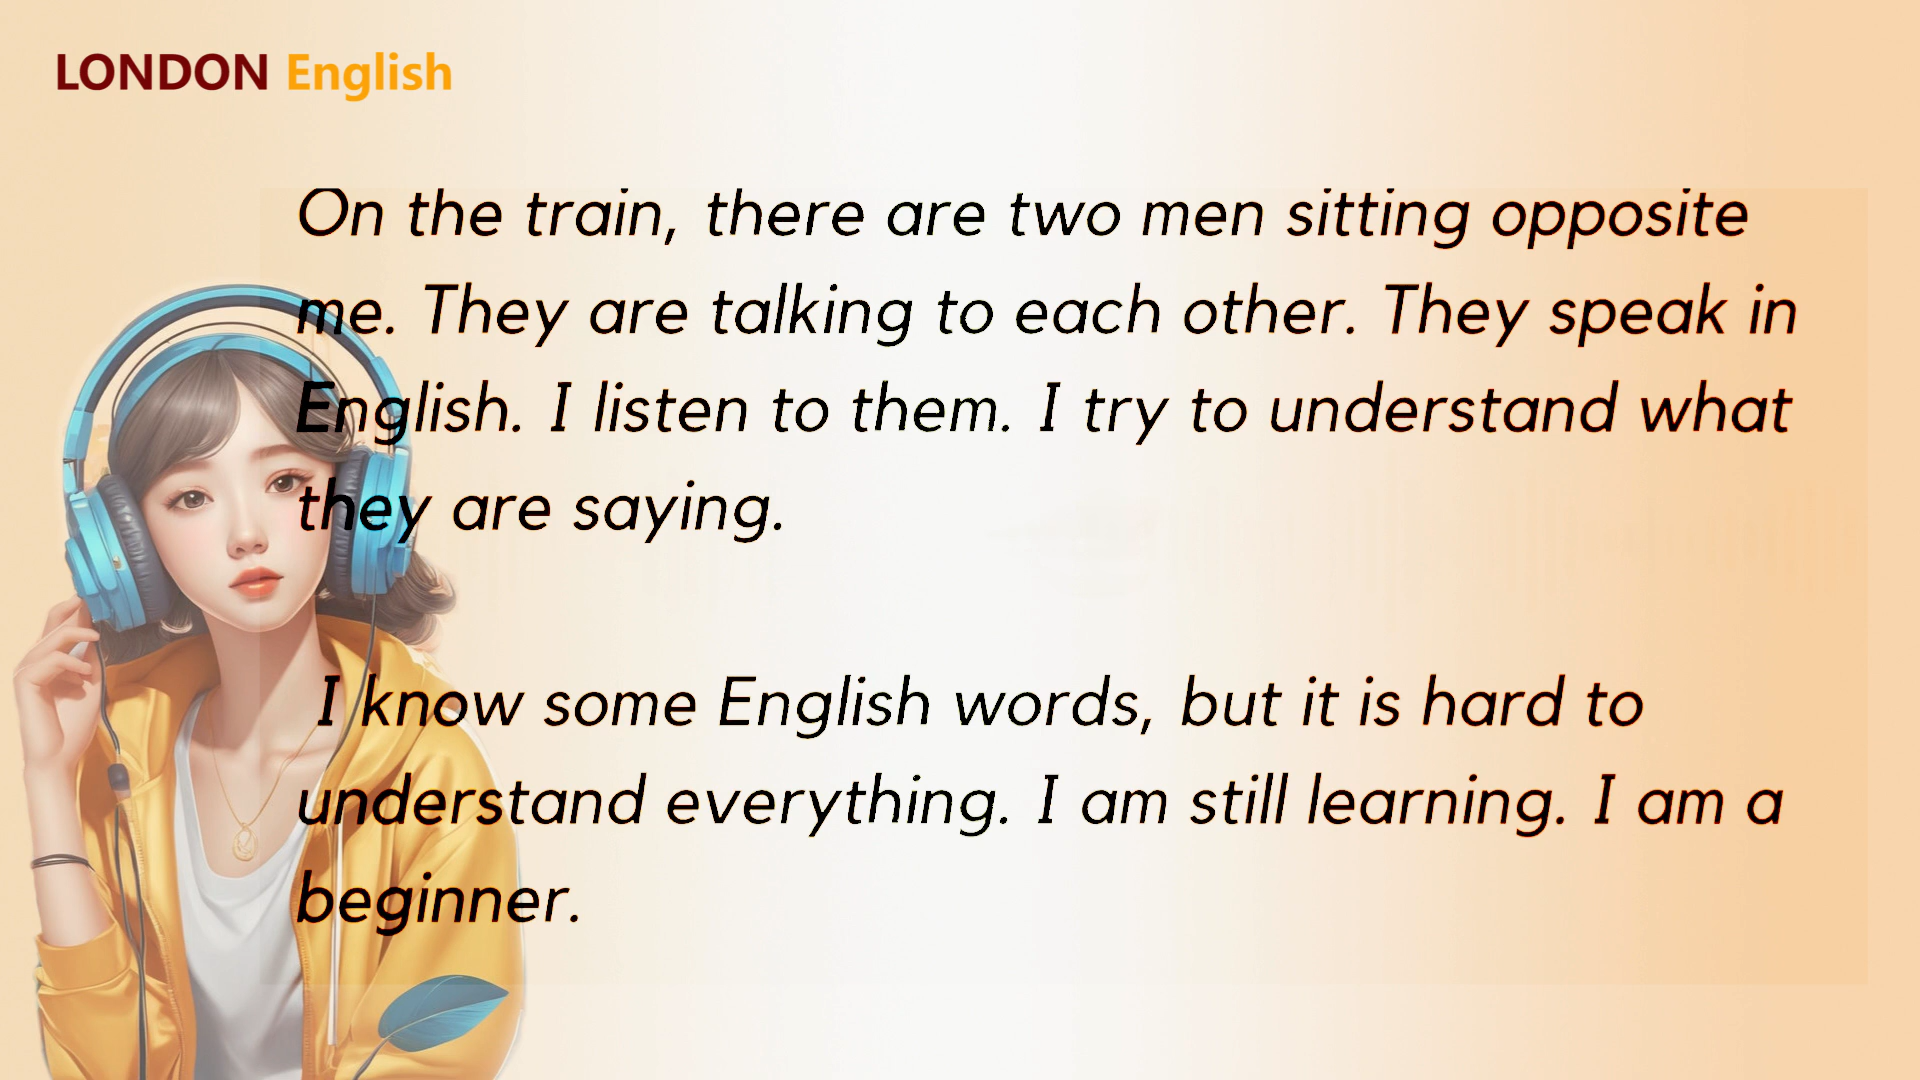 LONDON English
On the train, there are two men sitting opposite
me. They are talking to each other. They speak in
English. I listen to them. I try to understand what
they are saying.
I know some English words, but it is hard to
understand everything. I am still learning. I am a
beginner.